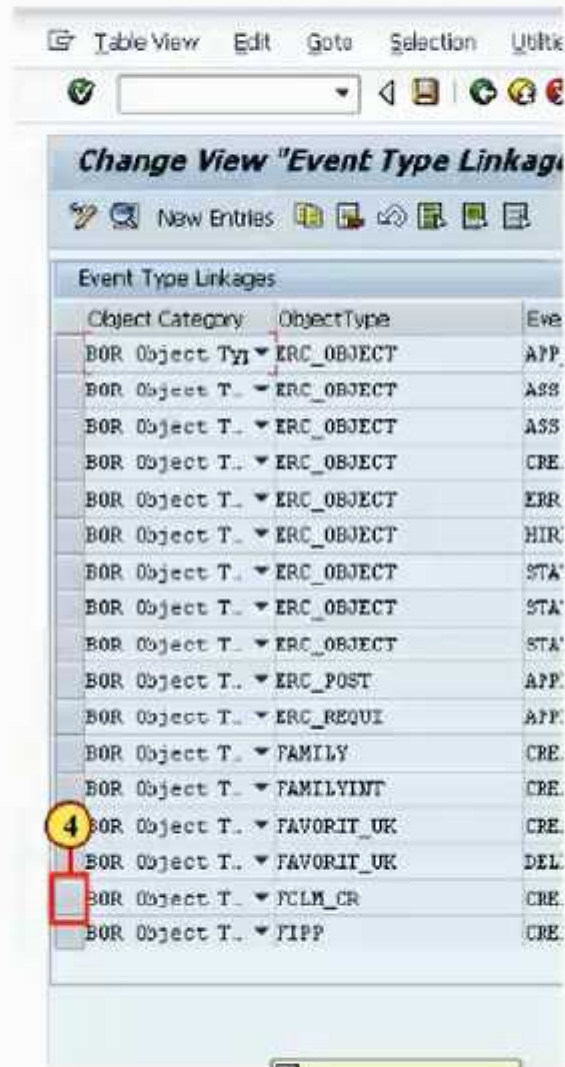 Table View Edit Goto Selection
Change View "Event Type Linkage
New Entries
Event Type Linkages
Object Category ObjectType Eve
BOR Object Typ ERC_OBJECT APP_
BOR Object T.. ERC_OBJECT ASS
BOR Object T.. ERC_OBJECT ASS
BOR Object T.. ERC_OBJECT CRE
BOR Object T.. ERC_OBJECT ERR
BOR Object T.. ERC_OBJECT HIR
BOR Object T.. ERC_OBJECT STA
BOR Object T.. ERC_OBJECT STA
BOR Object T.. ERC_OBJECT STA
BOR Object T.. ERC_POST APP
BOR Object T.. ERC_REQUI APP
BOR Object T.. FAMILY CRE
BOR Object T.. FAMILYINT CRE
4 BOR Object T.. FAVORIT_UK CRE
BOR Object T.. FAVORIT_UK DEL
BOR Object T.. FCLM_CR CRE
BOR Object T.. FIPP CRE